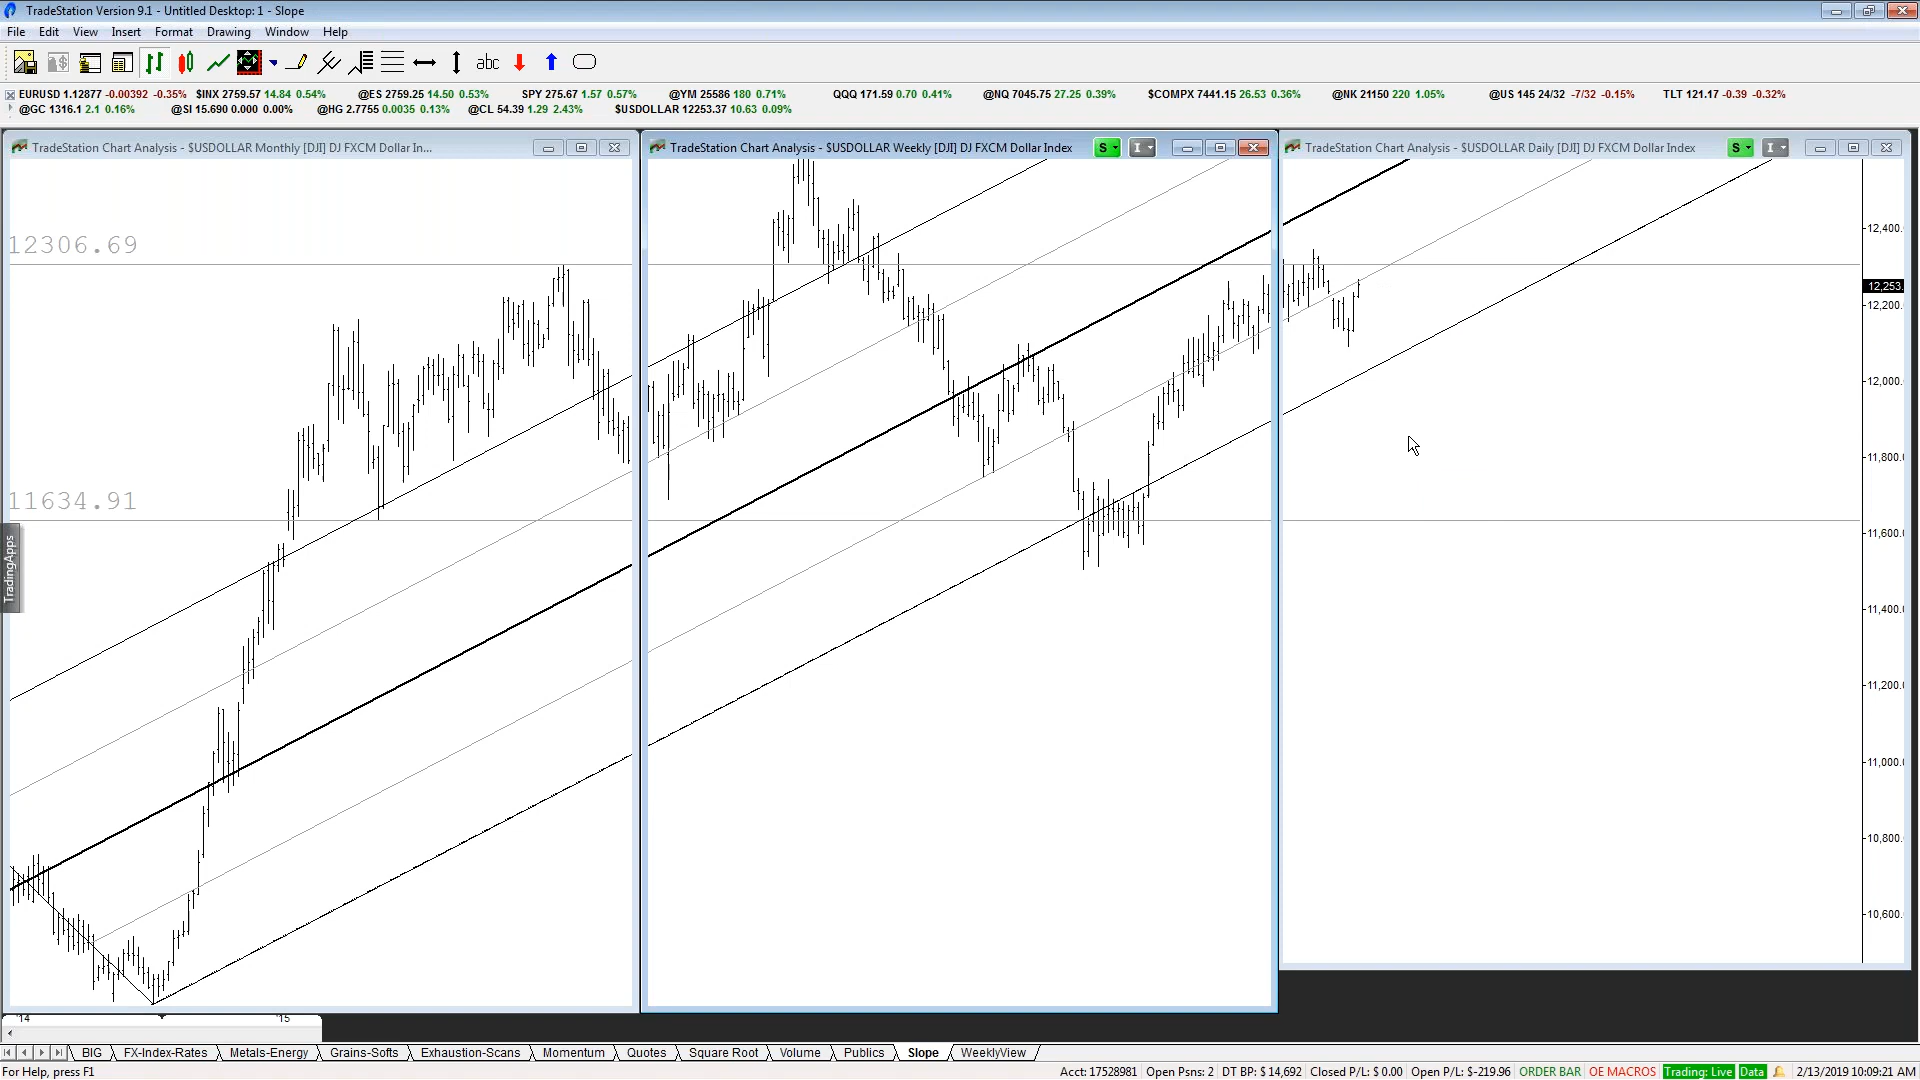 TradeStation Version 9.1 - Untitled Desktop: 1 - Slope
File Edit View Insert Format Drawing Window Help
abc
EURUSD 1.12877 -0.00392 -0.35% $INX 2759.57 14.84 0.54% @ES 2759.25 14.50 0.53% SPY 275.67 1.57 0.57% @YM 25586 180 0.71% QQQ 171.59 0.70 0.41% @NQ 7045.75 27.25 0.39% $COMPX 7441.15 26.53 0.36% @NK 21150 220 1.05% @US 145 24/32 -7/32 -0.15% TLT 121.17 -0.39 -0.32%
@GC 1316.1 2.1 0.16% @SI 15.690 0.000 0.00% @HG 2.7755 0.0035 0.13% @CL 54.39 1.29 2.43% $USDOLLAR 12253.37 10.63 0.09%
TradeStation Chart Analysis - $USDOLLAR Monthly [DJI] DJ FXCM Dollar In...
TradeStation Chart Analysis - $USDOLLAR Weekly [DJI] DJ FXCM Dollar Index S I
TradeStation Chart Analysis - $USDOLLAR Daily [DJI] DJ FXCM Dollar Index S I
12306.69
11634.91
12,400.
12,253.
12,200.
12,000.
11,800.
11,600.
11,400.
11,200.
11,000.
10,800.
10,600.
TradingApps
'14 '15
BIG FX-Index-Rates Metals-Energy Grains-Softs Exhaustion-Scans Momentum Quotes Square Root Volume Publics Slope WeeklyView
For Help, press F1
Acct: 17528981 Open Psns: 2 DT BP: $ 14,692 Closed P/L: $ 0.00 Open P/L: $-219.96 ORDER BAR OE MACROS Trading: Live Data 2/13/2019 10:09:21 AM